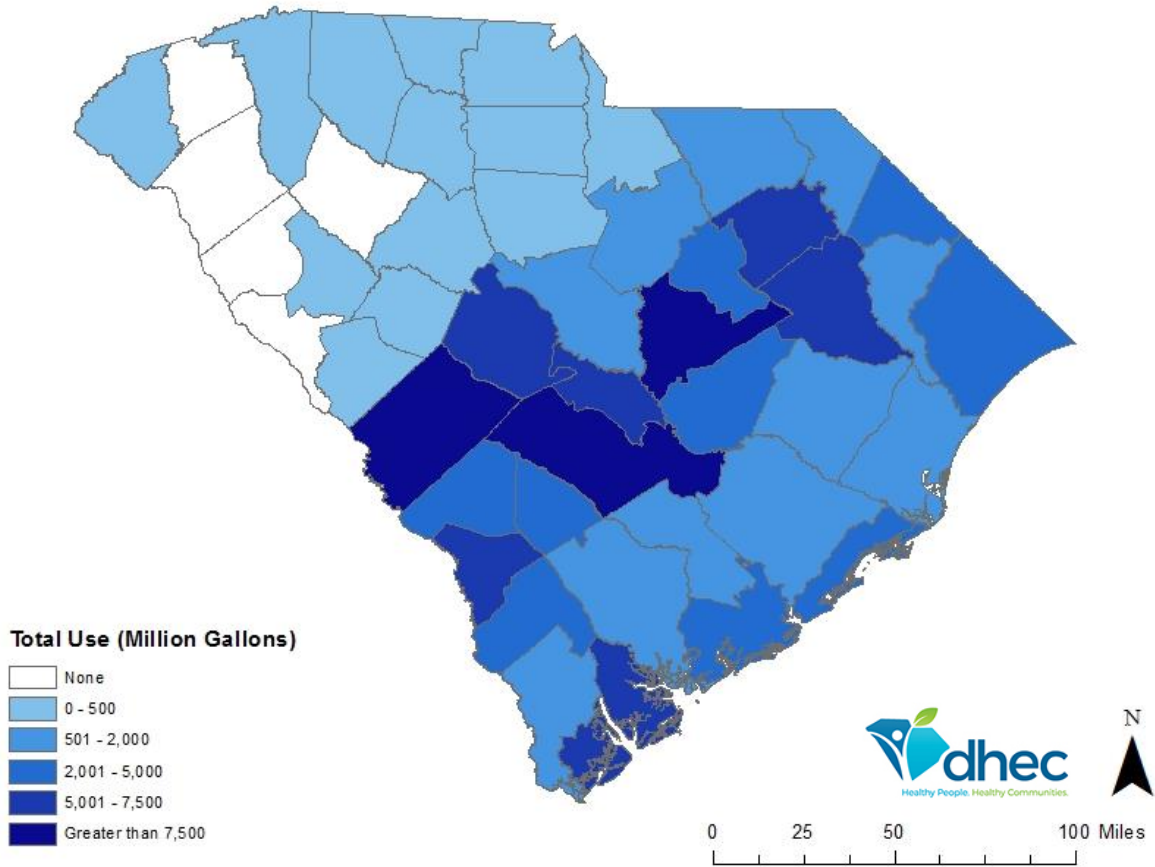 Total Use (Million Gallons)
None
0 - 500
501 - 2,000
2,001 - 5,000
5,001 - 7,500
Greater than 7,500
dhec
Healthy People. Healthy Communities.
N
0 25 50 100 Miles